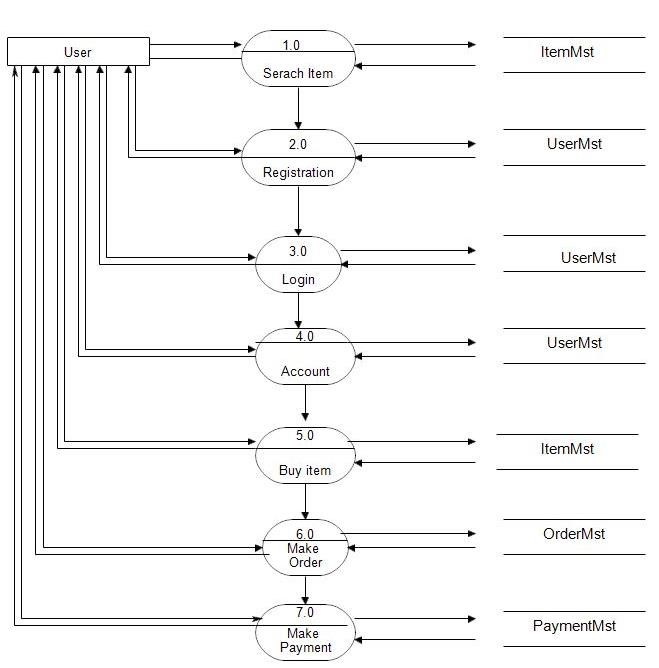 User
1.0
Serach Item
ItemMst
2.0
Registration
UserMst
3.0
Login
UserMst
4.0
Account
UserMst
5.0
Buy item
ItemMst
6.0
Make
Order
OrderMst
7.0
Make
Payment
PaymentMst